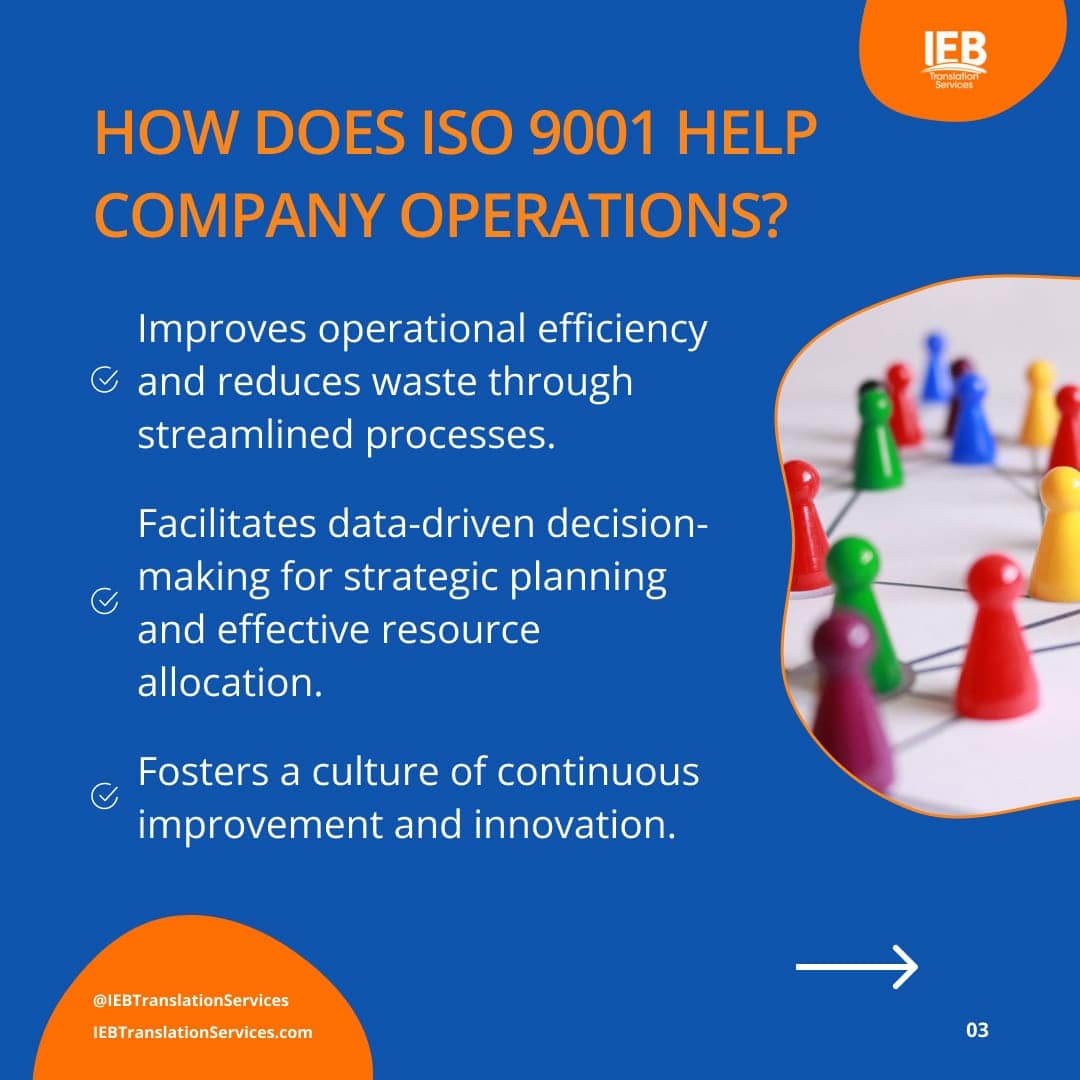 IEB
Translation
Services
HOW DOES ISO 9001 HELP
COMPANY OPERATIONS?
Improves operational efficiency
and reduces waste through
streamlined processes.
Facilitates data-driven decision-
making for strategic planning
and effective resource
allocation.
Fosters a culture of continuous
improvement and innovation.
@IEBTranslationServices
IEBTranslationServices.com
03